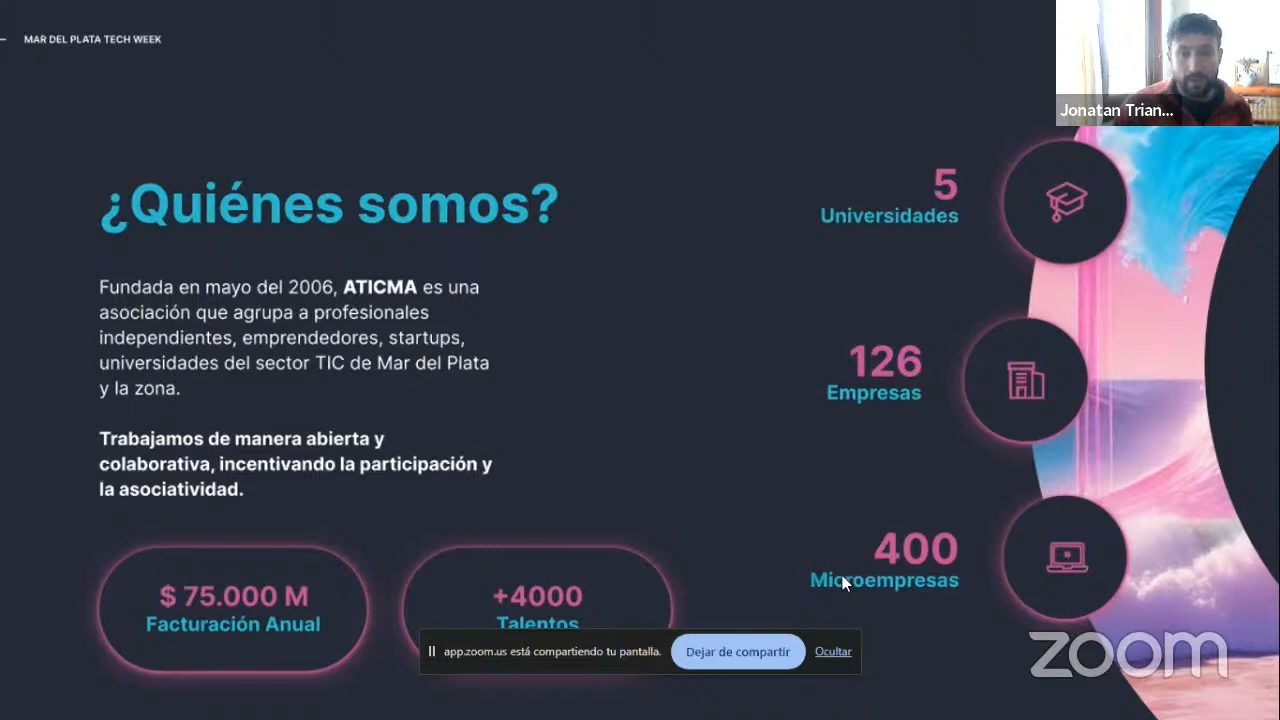 MAR DEL PLATA TECH WEEK
Jonatan Trian...
¿Quiénes somos?
Fundada en mayo del 2006, ATICMA es una
asociación que agrupa a profesionales
independientes, emprendedores, startups,
universidades del sector TIC de Mar del Plata
y la zona.
Trabajamos de manera abierta y
colaborativa, incentivando la participación y
la asociatividad.
$ 75.000 M
Facturación Anual
+4000
Talentos
5
Universidades
126
Empresas
400
Microempresas
app.zoom.us está compartiendo tu pantalla.
Dejar de compartir
Ocultar
zoom